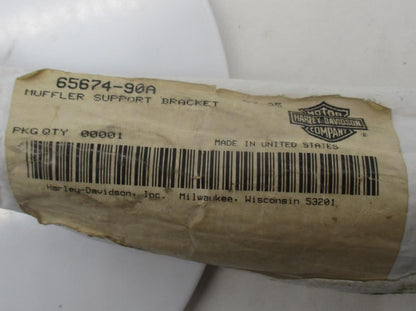 65674-90A
MUFFLER SUPPORT BRACKET
MOTOR
HARLEY-DAVIDSON
COMPANY
®
PKG QTY 00001
MADE IN UNITED STATES
Harley-Davidson, Inc. Milwaukee, Wisconsin 53201